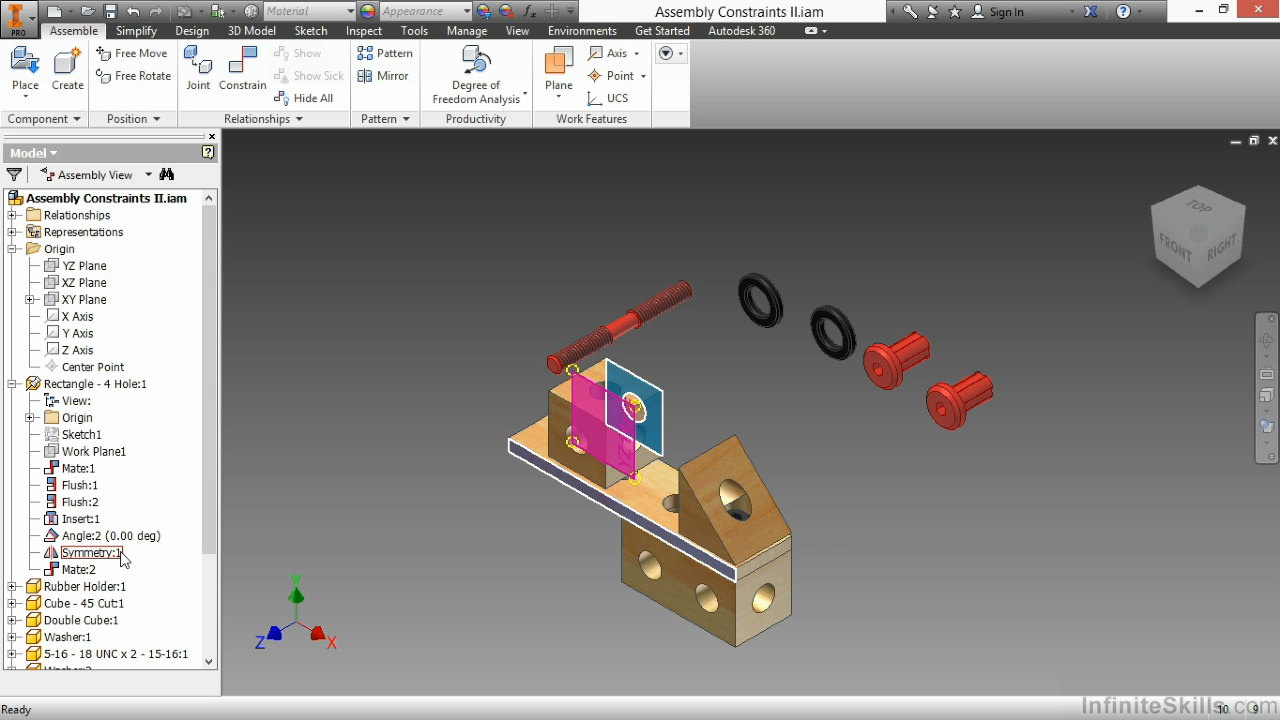 PRO
Material
Appearance
Assembly Constraints II.iam
Sign In
Assemble
Simplify
Design
3D Model
Sketch
Inspect
Tools
Manage
View
Environments
Get Started
Autodesk 360
Place
Create
Free Move
Free Rotate
Joint
Constrain
Show
Show Sick
Hide All
Pattern
Mirror
Degree of
Freedom Analysis
Plane
Axis
Point
UCS
Component
Position
Relationships
Pattern
Productivity
Work Features
Model
Assembly View
Assembly Constraints II.iam
Relationships
Representations
Origin
YZ Plane
XZ Plane
XY Plane
X Axis
Y Axis
Z Axis
Center Point
Rectangle - 4 Hole:1
View:
Origin
Sketch1
Work Plane1
Mate:1
Flush:1
Flush:2
Insert:1
Angle:2 (0.00 deg)
Symmetry:1
Mate:2
Rubber Holder:1
Cube - 45 Cut:1
Double Cube:1
Washer:1
5-16 - 18 UNC x 2 - 15-16:1
TOP
FRONT
RIGHT
Y
Z
X
Ready
InfiniteSkills.com
10
9